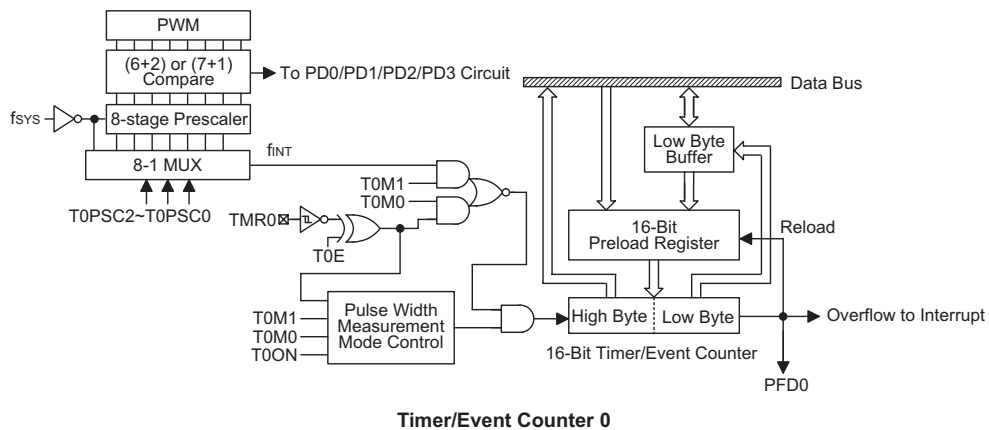 PWM
(6+2) or (7+1)
Compare
To PD0/PD1/PD2/PD3 Circuit
Data Bus
fSYS
8-stage Prescaler
Low Byte
Buffer
8-1 MUX
fINT
T0M1
T0M0
T0PSC2~T0PSC0
TMR0
T0E
16-Bit
Preload Register
Reload
T0M1
T0M0
T0ON
Pulse Width
Measurement
Mode Control
High Byte
Low Byte
Overflow to Interrupt
16-Bit Timer/Event Counter
PFD0
Timer/Event Counter 0